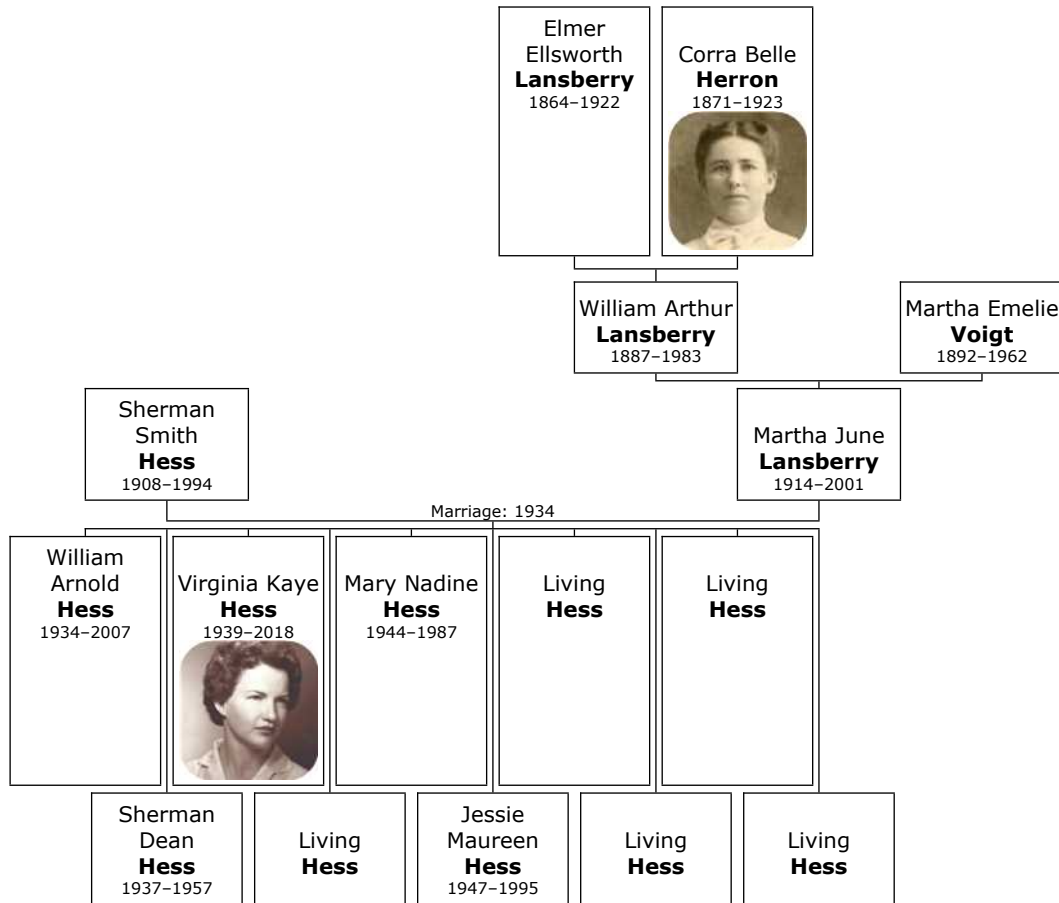 Elmer
Ellsworth
Lansberry
1864–1922
Corra Belle
Herron
1871–1923
William Arthur
Lansberry
1887–1983
Martha Emelie
Voigt
1892–1962
Sherman
Smith
Hess
1908–1994
Martha June
Lansberry
1914–2001
Marriage: 1934
William
Arnold
Hess
1934–2007
Virginia Kaye
Hess
1939–2018
Mary Nadine
Hess
1944–1987
Living
Hess
Living
Hess
Sherman
Dean
Hess
1937–1957
Living
Hess
Jessie
Maureen
Hess
1947–1995
Living
Hess
Living
Hess